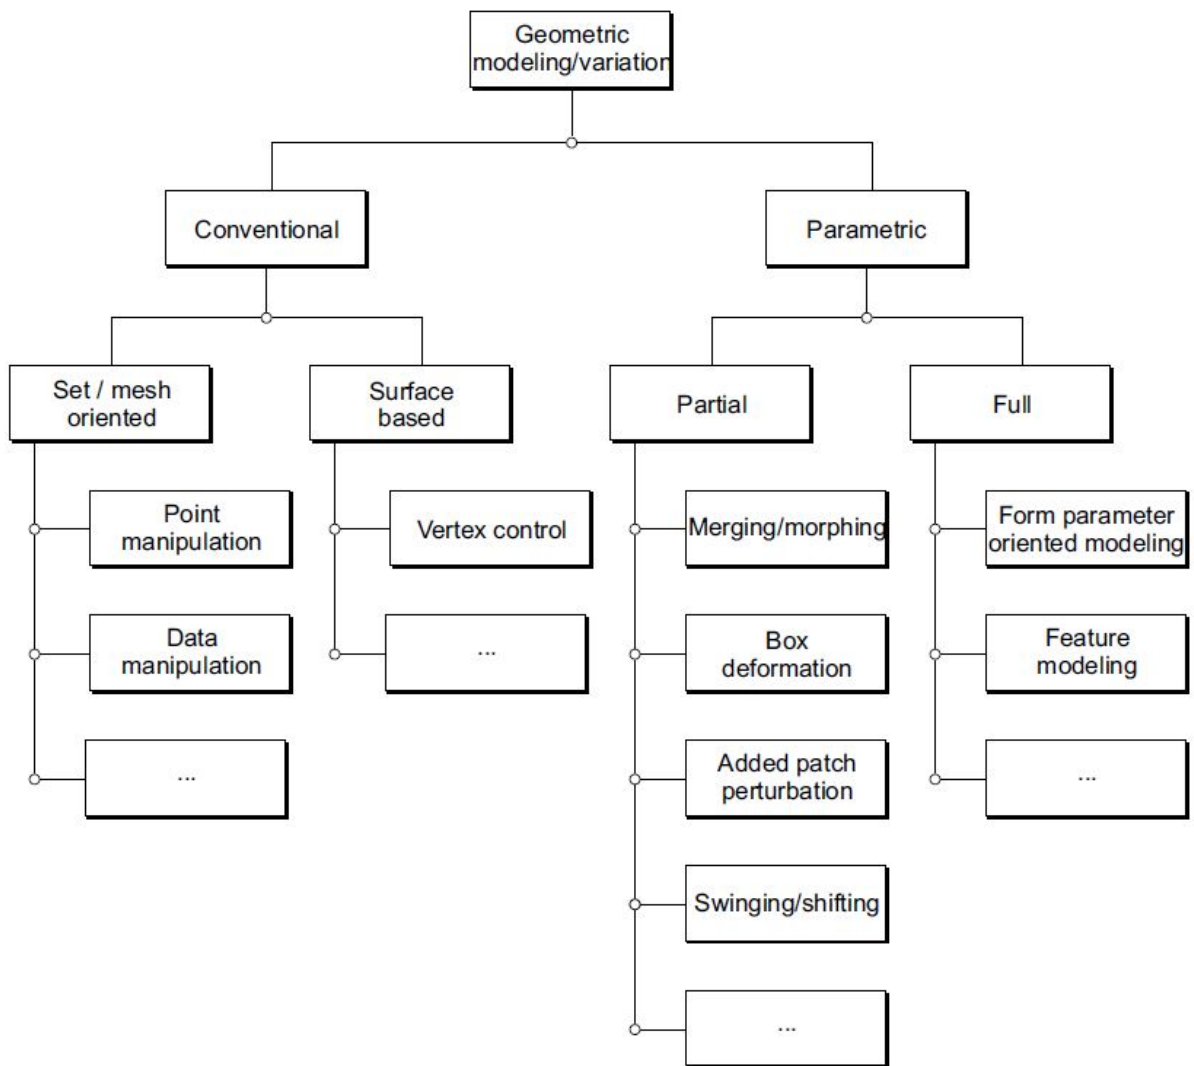 Geometric
modeling/variation
Conventional
Parametric
Set / mesh
oriented
Surface
based
Partial
Full
Point
manipulation
Vertex control
Merging/morphing
Form parameter
oriented modeling
Data
manipulation
...
Box
deformation
Feature
modeling
...
Added patch
perturbation
...
Swinging/shifting
...